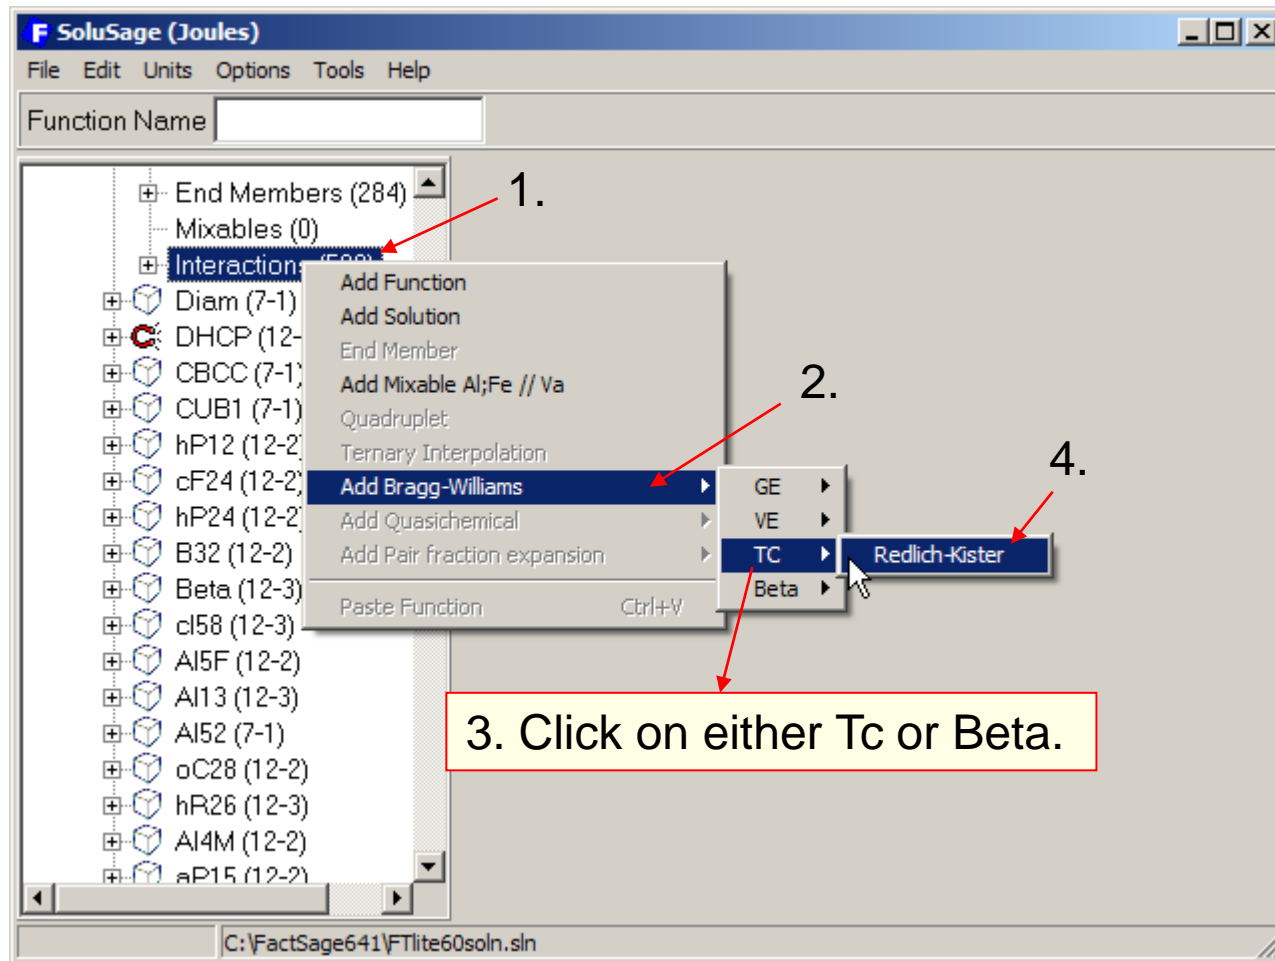 SoluSage (Joules)
File Edit Units Options Tools Help
Function Name
End Members (284)
Mixables (0)
Interactions
Diam (7-1)
DHCP (12-
CBCC (7-1)
CUB1 (7-1)
hP12 (12-2
cF24 (12-2)
hP24 (12-2
B32 (12-2)
Beta (12-3)
cI58 (12-3)
Al5F (12-2)
Al13 (12-3)
Al52 (7-1)
oC28 (12-2)
hR26 (12-3)
Al4M (12-2)
aP15 (12-2)
1.
Add Function
Add Solution
End Member
Add Mixable Al;Fe // Va
Quadruplet
Ternary Interpolation
Add Bragg-Williams
Add Quasichemical
Add Pair fraction expansion
Paste Function Ctrl+V
2.
GE
VE
TC
Beta
4.
Redlich-Kister
3. Click on either Tc or Beta.
C:\FactSage641\FTlite60soln.sln